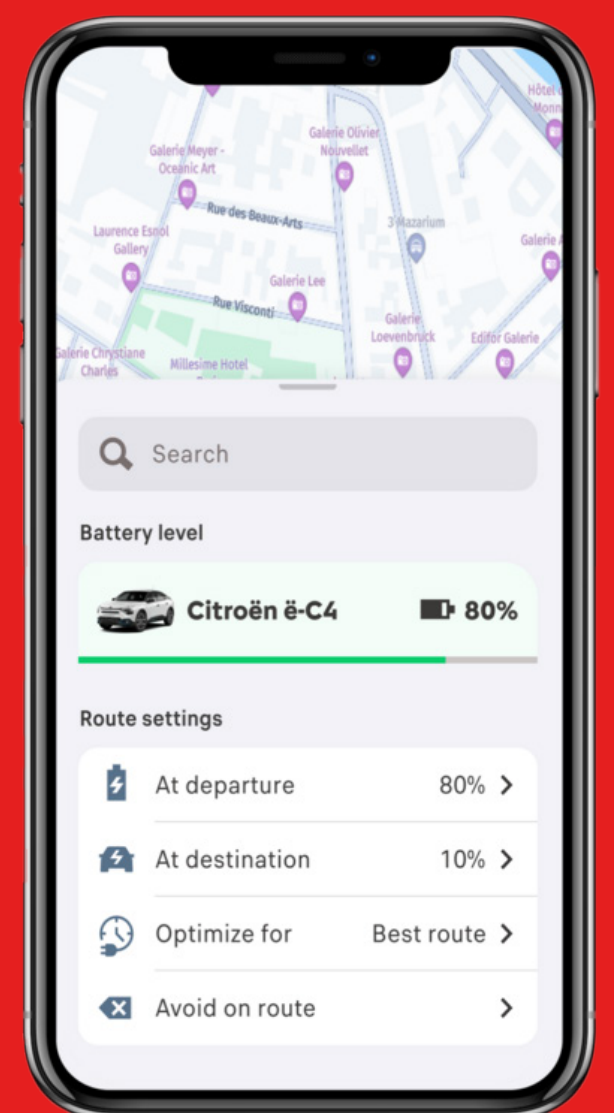 Hôtel
Monn
Galerie Olivier
Nouvellet
Galerie Meyer -
Oceanic Art
Rue des Beaux-Arts
3 Mazarium
Laurence Esnol
Gallery
Galerie A
Galerie Lee
Rue Visconti
Galerie
Loevenbruck
Edifor Galerie
Galerie Chrystiane
Charles
Millesime Hotel
Search
Battery level
Citroën ë-C4
80%
Route settings
At departure
80%
At destination
10%
Optimize for
Best route
Avoid on route